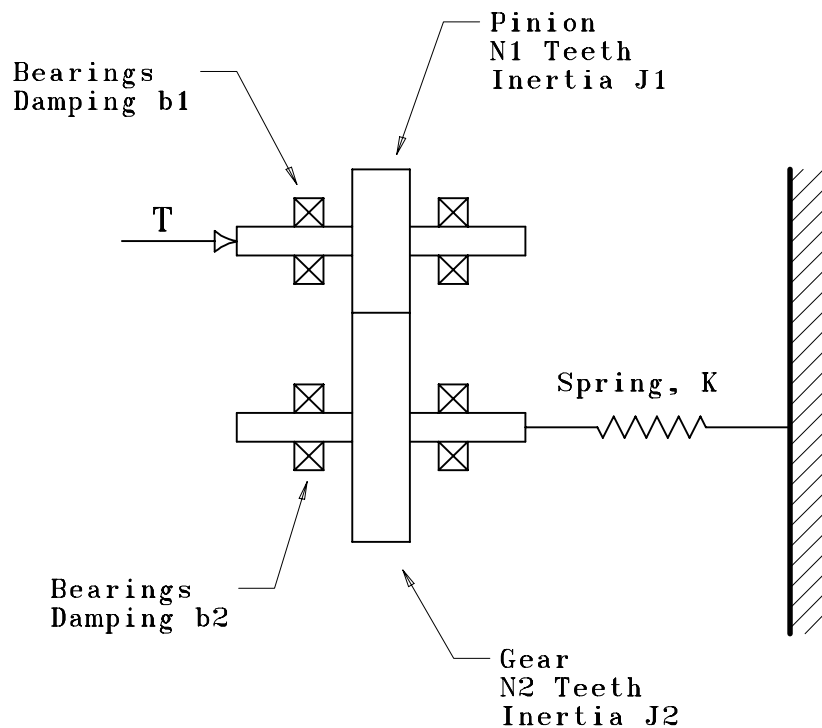 Pinion
N1 Teeth
Inertia J1
Bearings
Damping b1
T
Spring, K
Bearings
Damping b2
Gear
N2 Teeth
Inertia J2